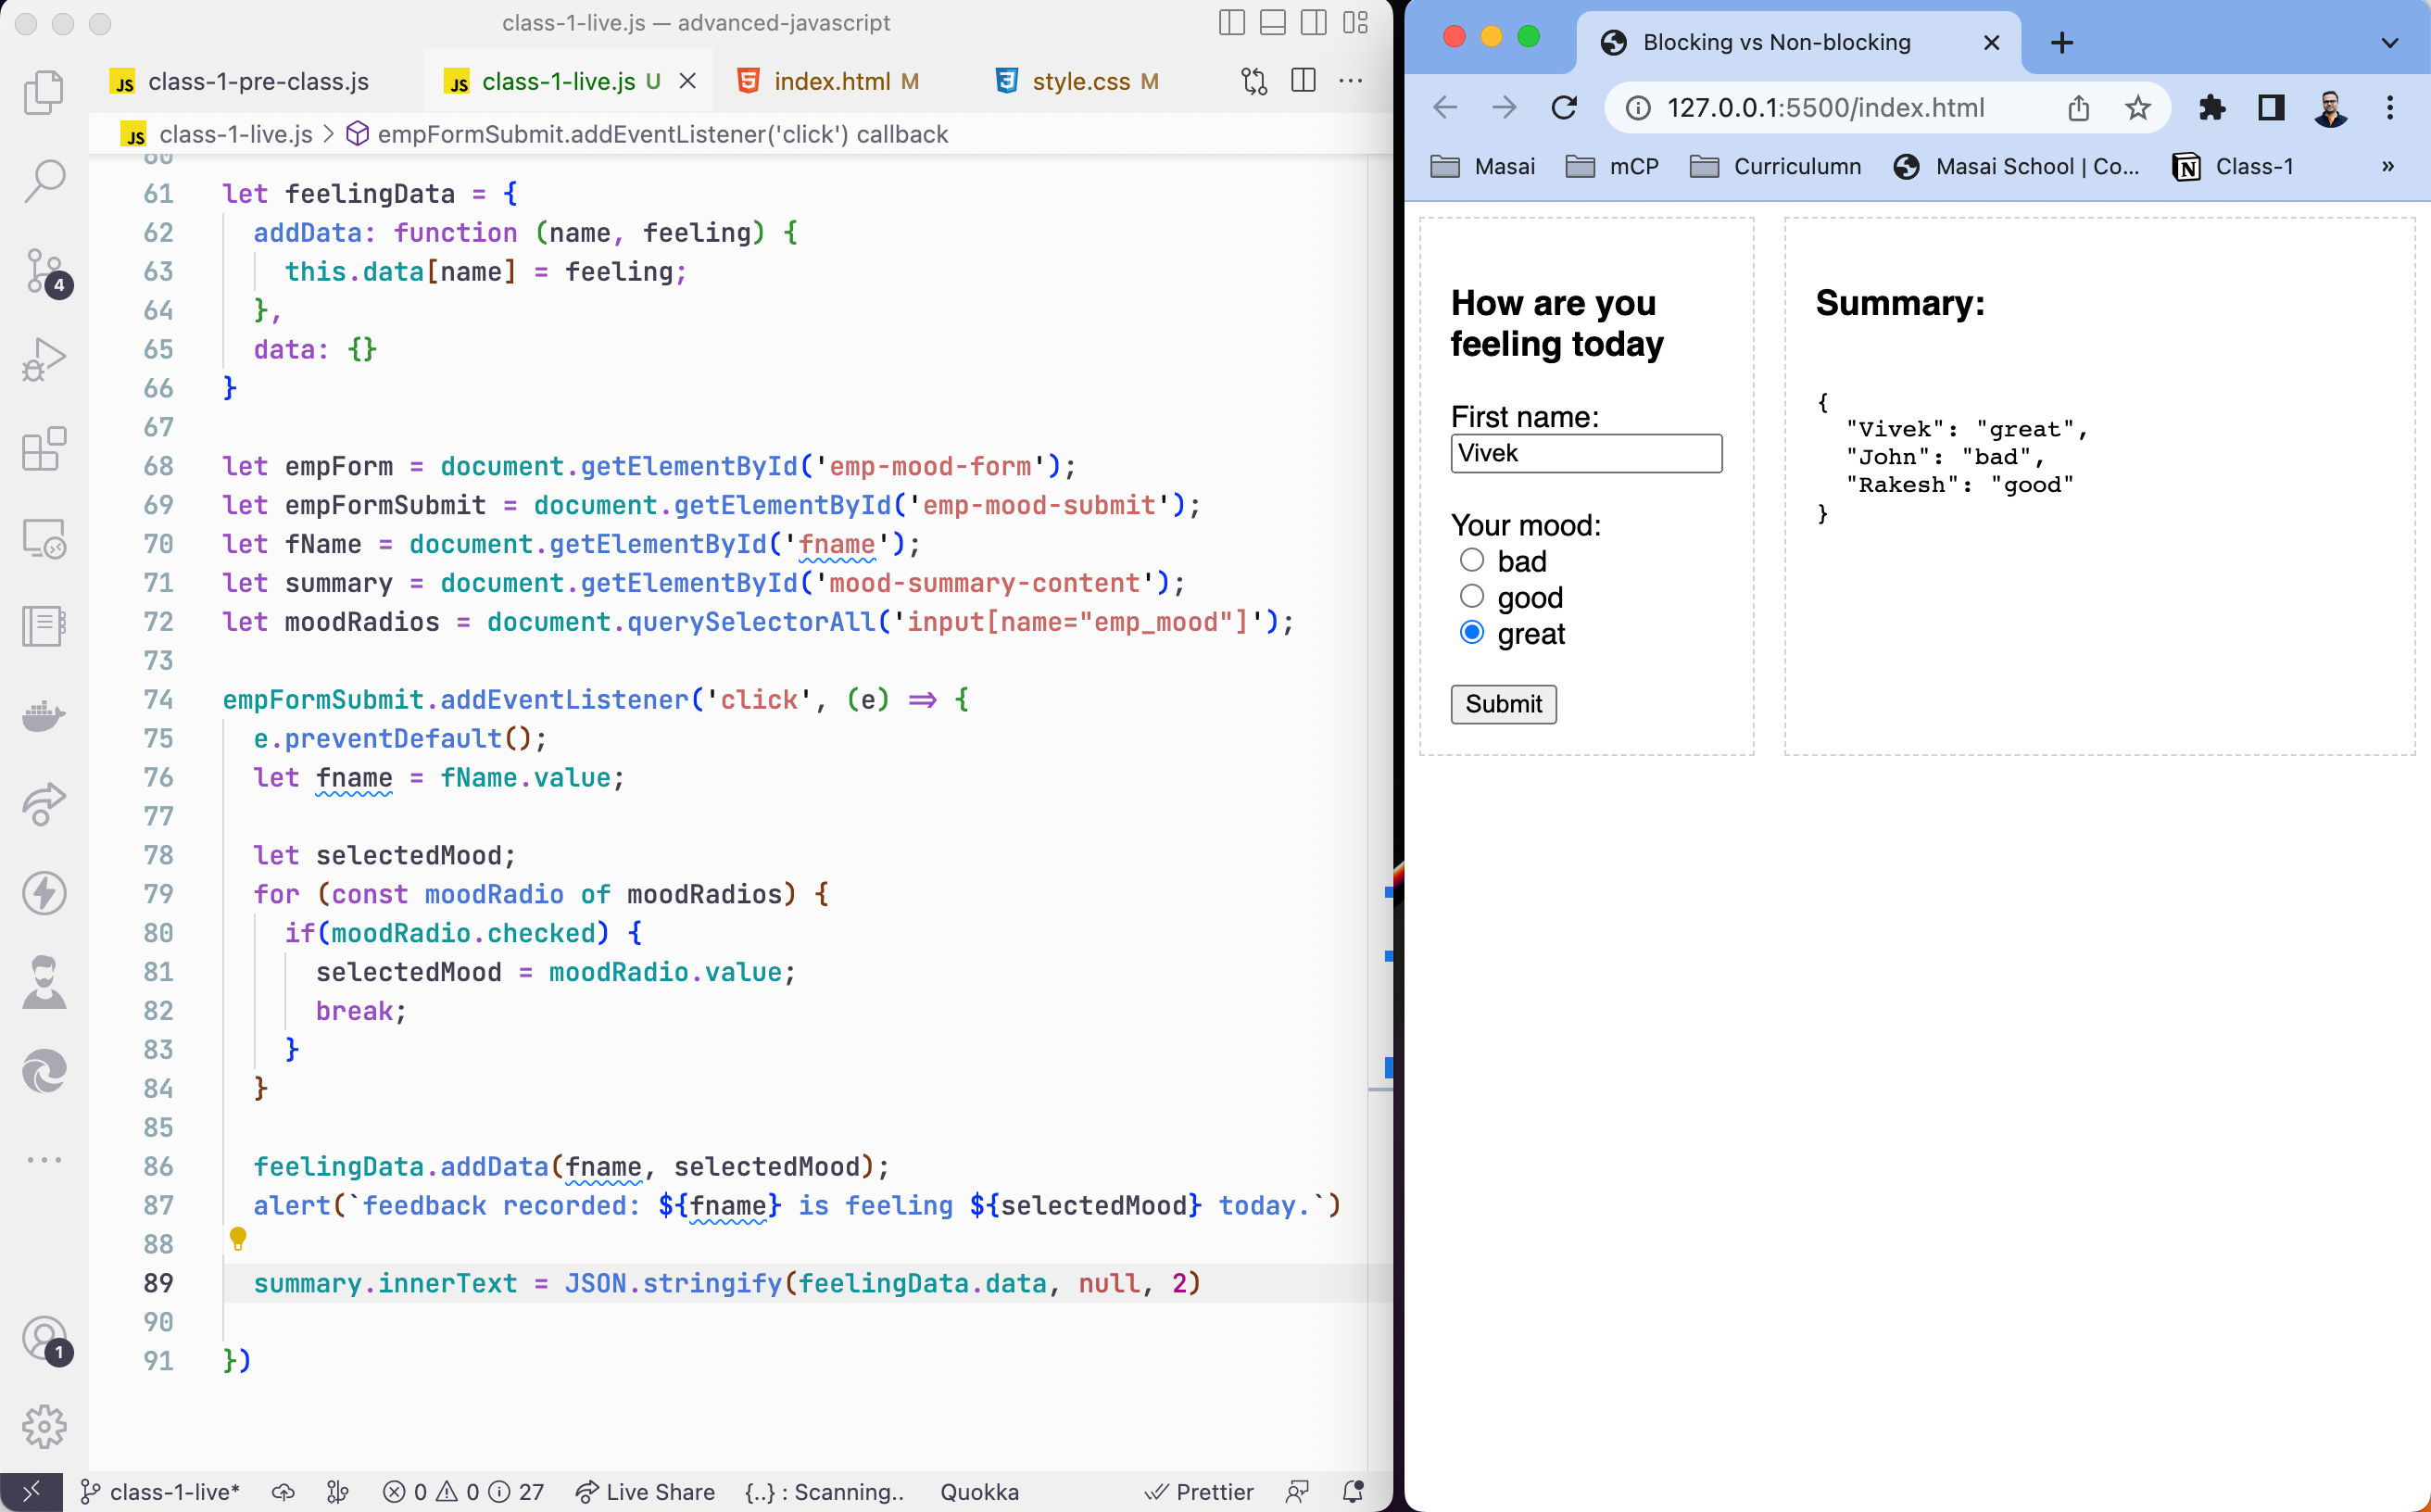 class-1-live.js — advanced-javascript
JS class-1-pre-class.js
JS class-1-live.js U
index.html M
style.css M
JS class-1-live.js > empFormSubmit.addEventListener('click') callback
60
61 let feelingData = {
62 addData: function (name, feeling) {
63 this.data[name] = feeling;
64 },
65 data: {}
66 }
67
68 let empForm = document.getElementById('emp-mood-form');
69 let empFormSubmit = document.getElementById('emp-mood-submit');
70 let fName = document.getElementById('fname');
71 let summary = document.getElementById('mood-summary-content');
72 let moodRadios = document.querySelectorAll('input[name="emp_mood"]');
73
74 empFormSubmit.addEventListener('click', (e) => {
75 e.preventDefault();
76 let fname = fName.value;
77
78 let selectedMood;
79 for (const moodRadio of moodRadios) {
80 if(moodRadio.checked) {
81 selectedMood = moodRadio.value;
82 break;
83 }
84 }
85
86 feelingData.addData(fname, selectedMood);
87 alert(`feedback recorded: ${fname} is feeling ${selectedMood} today.`)
88
89 summary.innerText = JSON.stringify(feelingData.data, null, 2)
90
91 })
4
1
class-1-live* 0 0 27 Live Share {..} : Scanning.. Quokka Prettier
Blocking vs Non-blocking
127.0.0.1:5500/index.html
Masai mCP Curriculumn Masai School | Co... Class-1 »
How are you
feeling today
First name:
Vivek
Your mood:
bad
good
great
Submit
Summary:
{
"Vivek": "great",
"John": "bad",
"Rakesh": "good"
}